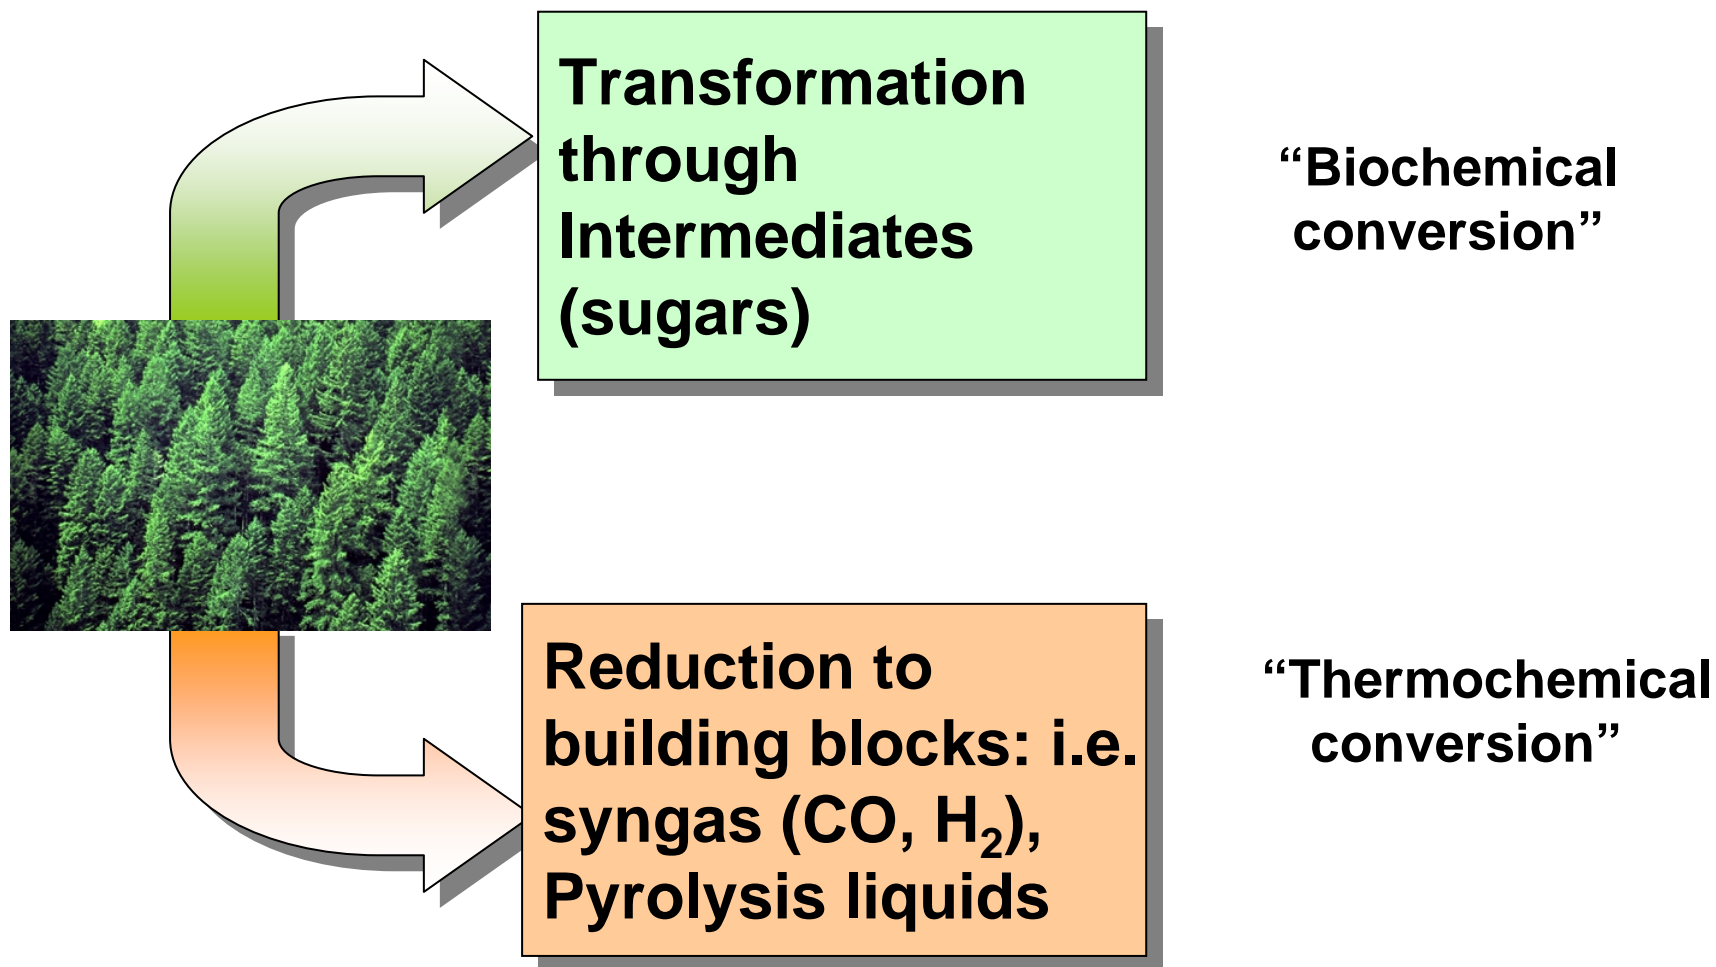 Transformation
through
Intermediates
(sugars)
“Biochemical
conversion”
Reduction to
building blocks: i.e.
syngas (CO, H₂),
Pyrolysis liquids
“Thermochemical
conversion”